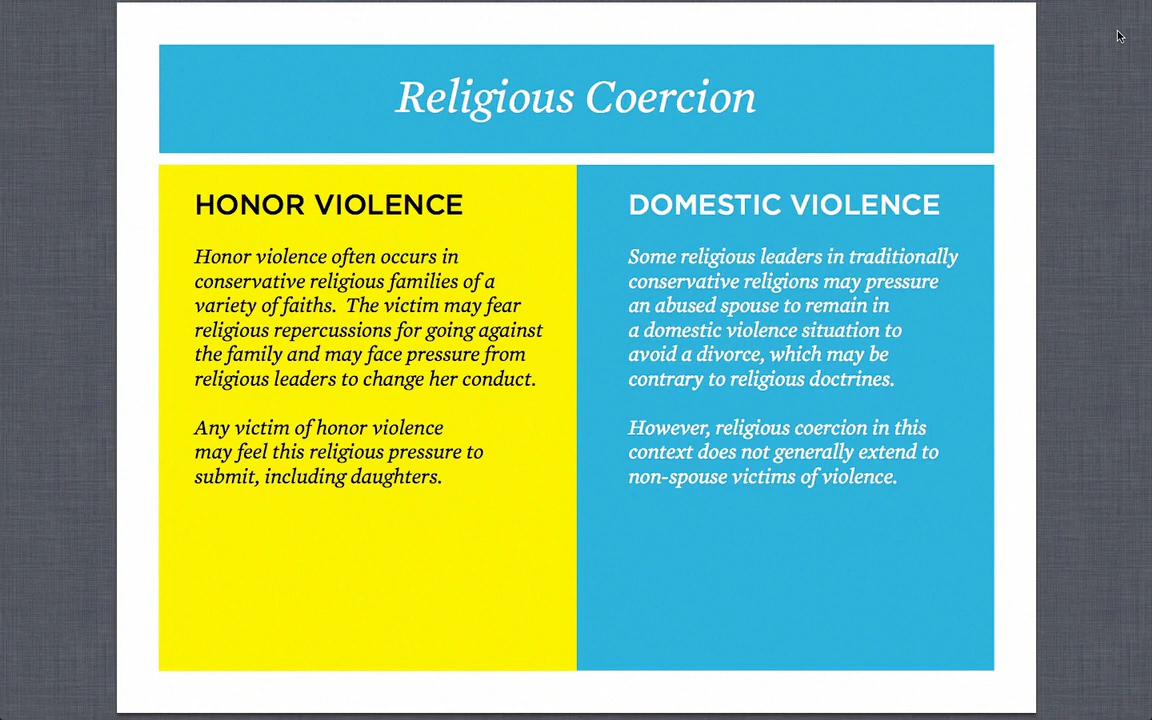 Religious Coercion
HONOR VIOLENCE
Honor violence often occurs in
conservative religious families of a
variety of faiths.  The victim may fear
religious repercussions for going against
the family and may face pressure from
religious leaders to change her conduct.
Any victim of honor violence
may feel this religious pressure to
submit, including daughters.
DOMESTIC VIOLENCE
Some religious leaders in traditionally
conservative religions may pressure
an abused spouse to remain in
a domestic violence situation to
avoid a divorce, which may be
contrary to religious doctrines.
However, religious coercion in this
context does not generally extend to
non-spouse victims of violence.